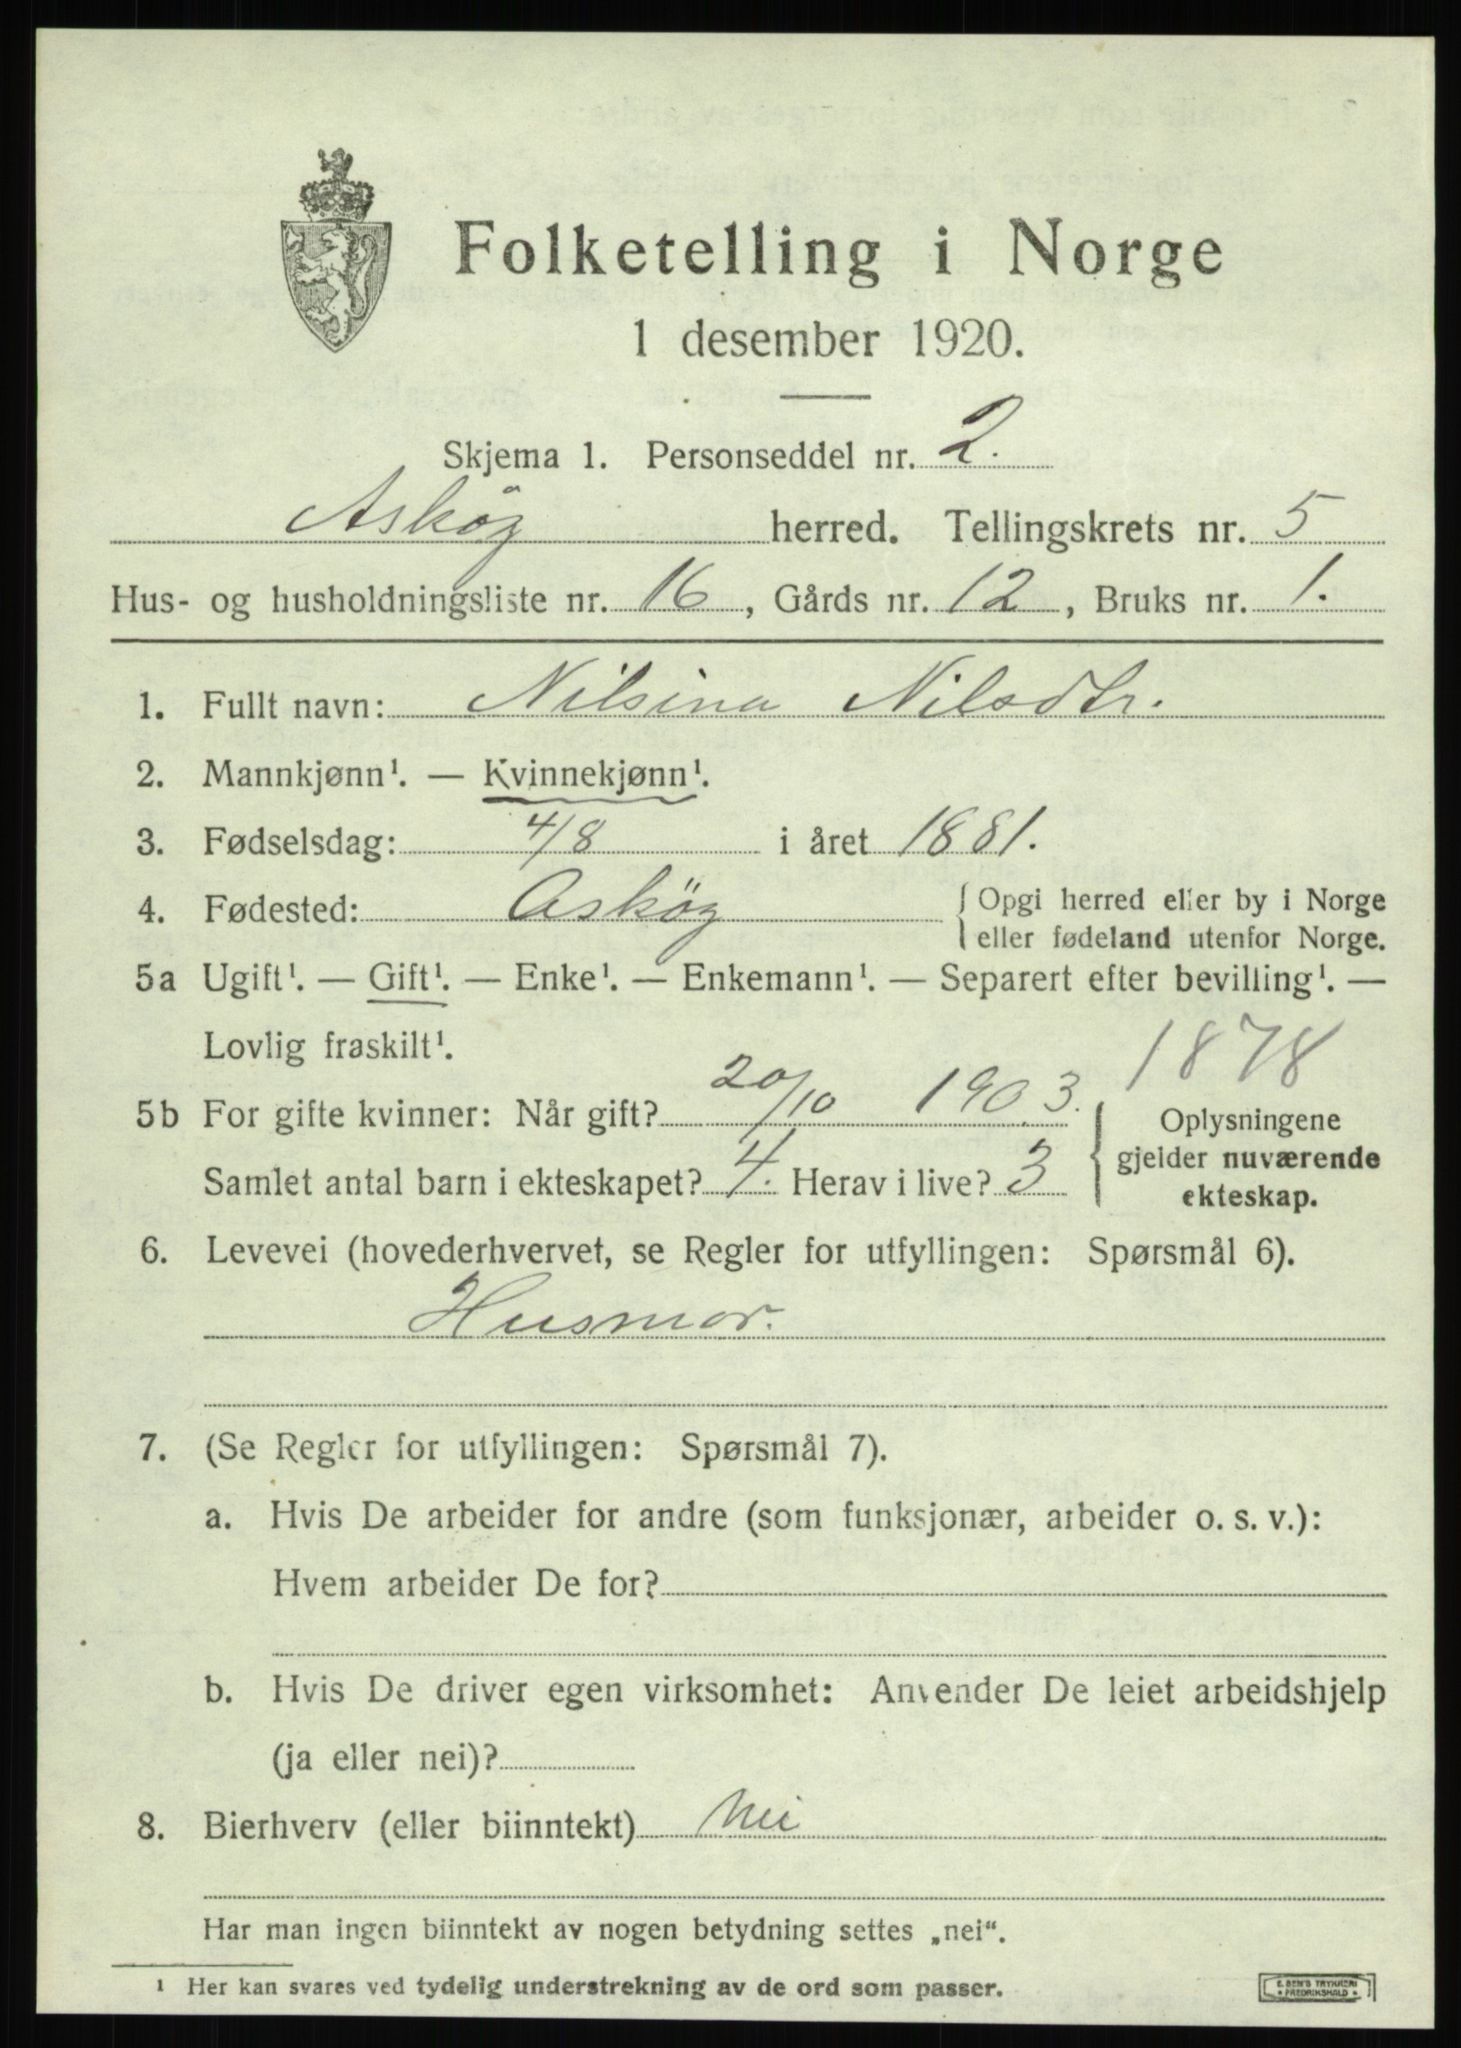 Folketelling i Norge
1 desember 1920.
Skjema 1. Personseddel nr. 2.
Asköy herred. Tellingskrets nr. 5
Hus- og husholdningsliste nr. 16, Gårds nr. 12, Bruks nr. 1.
1. Fullt navn: Nilsina Nilsdtr.
2. Mannkjønn¹. — Kvinnekjønn¹.
3. Fødselsdag: 4/8 i året 1881.
4. Fødested: Asköy { Opgi herred eller by i Norge
eller fødeland utenfor Norge.
5a Ugift¹. — Gift¹. — Enke¹. — Enkemann¹. — Separert efter bevilling¹. —
Lovlig fraskilt¹.
1878
5b For gifte kvinner: Når gift? 20/10 1903. { Oplysningene
gjelder nuværende
Samlet antal barn i ekteskapet? 4. Herav i live? 3
ekteskap.
6. Levevei (hovederhvervet, se Regler for utfyllingen: Spørsmål 6).
Husmor.
7. (Se Regler for utfyllingen: Spørsmål 7).
a. Hvis De arbeider for andre (som funksjonær, arbeider o. s. v.):
Hvem arbeider De for?
b. Hvis De driver egen virksomhet: Anvender De leiet arbeidshjelp
(ja eller nei)?
8. Bierhverv (eller biinntekt) Nei
Har man ingen biinntekt av nogen betydning settes „nei“.
¹ Her kan svares ved tydelig understrekning av de ord som passer.
TRYKKERI
FREDRIKSHALD